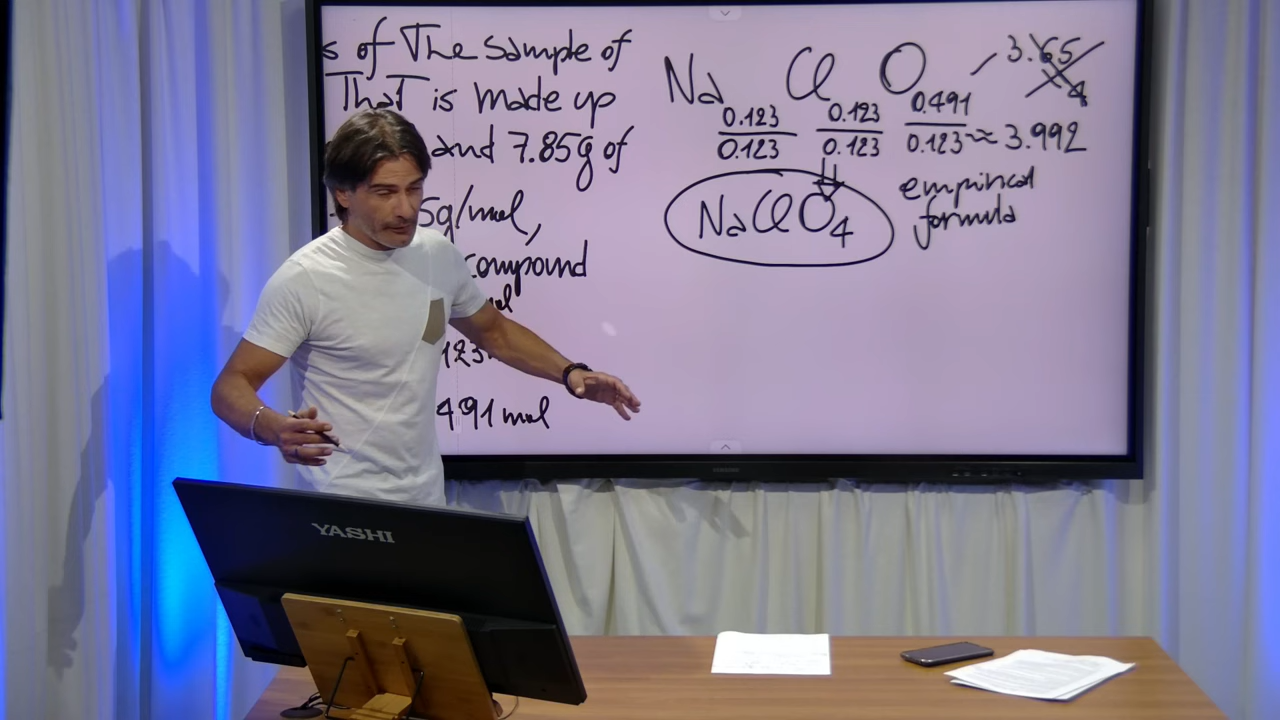 s of The sample of
That is made up
and 7.85g of
5g/mol,
compound
123
491 mol
Na Cl O 3.65
4
0.123 0.123 0.491
0.123 0.123 0.123 ≈ 3.992
NaClO4
empirical
formula
YASHI
SAMSUNG